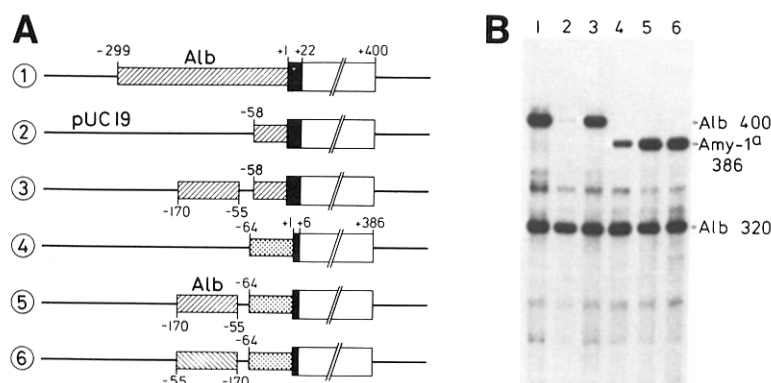 A
① -299 Alb +1 +22 +400
② pUC19 -58
③ -58 -170 -55
④ -64 +1 +6 +386
⑤ Alb -64 -170 -55
⑥ -64 -55 -170
B
1 2 3 4 5 6
-Alb 400
-Amy-1ᵃ
386
-Alb 320